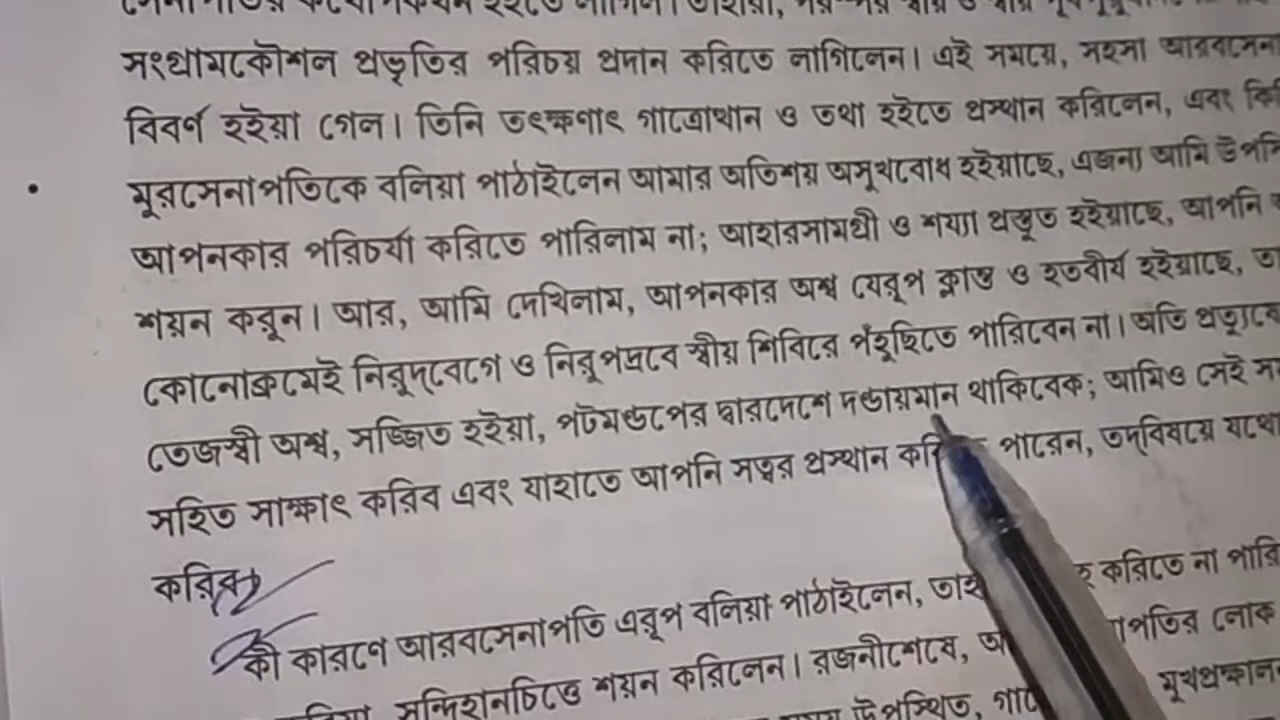 সংগ্রামকৌশল প্রভৃতির পরিচয় প্রদান করিতে লাগিলেন। এই সময়ে, সহসা আরবসেনা
বিবর্ণ হইয়া গেল। তিনি তৎক্ষণাৎ গাত্রোত্থান ও তথা হইতে প্রস্থান করিলেন, এবং
মুরসেনাপতিকে বলিয়া পাঠাইলেন আমার অতিশয় অসুখবোধ হইয়াছে, এজন্য আমি
আপনকার পরিচর্যা করিতে পারিলাম না; আহারসামগ্রী ও শয্যা প্রস্তুত হইয়াছে, আপনি
শয়ন করুন। আর, আমি দেখিলাম, আপনকার অশ্ব যেরূপ ক্লান্ত ও হতবীর্য হইয়াছে,
কোনোক্রমেই নিরুদ্‌বেগে ও নিরুপদ্রবে স্বীয় শিবিরে পঁহুছিতে পারিবেন না। অতি প্রত্যূষে
তেজস্বী অশ্ব, সজ্জিত হইয়া, পটমণ্ডপের দ্বারদেশে দণ্ডায়মান থাকিবেক; আমিও সেই
সহিত সাক্ষাৎ করিব এবং যাহাতে আপনি সত্বর প্রস্থান পারেন, তদ্‌বিষয়ে
করিব।
কী কারণে আরবসেনাপতি এরূপ বলিয়া পাঠাইলেন, করিতে না
সন্দিহানচিত্তে শয়ন করিলেন। রজনীশেষে, লোক
উপস্থিত,